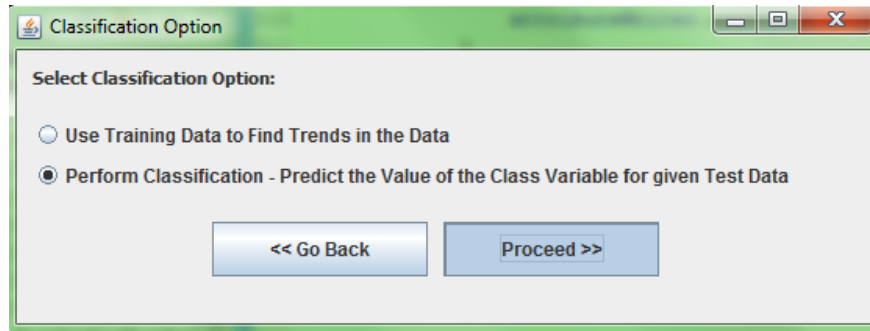 Classification Option
Select Classification Option:
Use Training Data to Find Trends in the Data
Perform Classification - Predict the Value of the Class Variable for given Test Data
<< Go Back Proceed >>